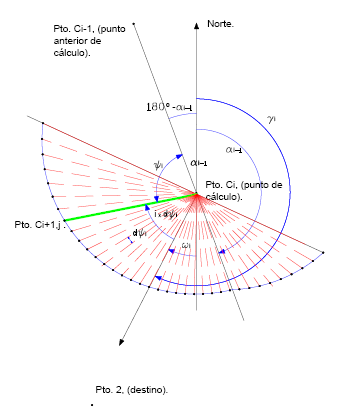 Norte.
Pto. Ci-1, (punto
anterior de
cálculo).
180º-αi-1
γi
αi-1
αi-1
ψi
Pto. Ci, (punto de
cálculo).
i x dψi
Pto. Ci+1,j .
dψi
ωi
Pto. 2, (destino).